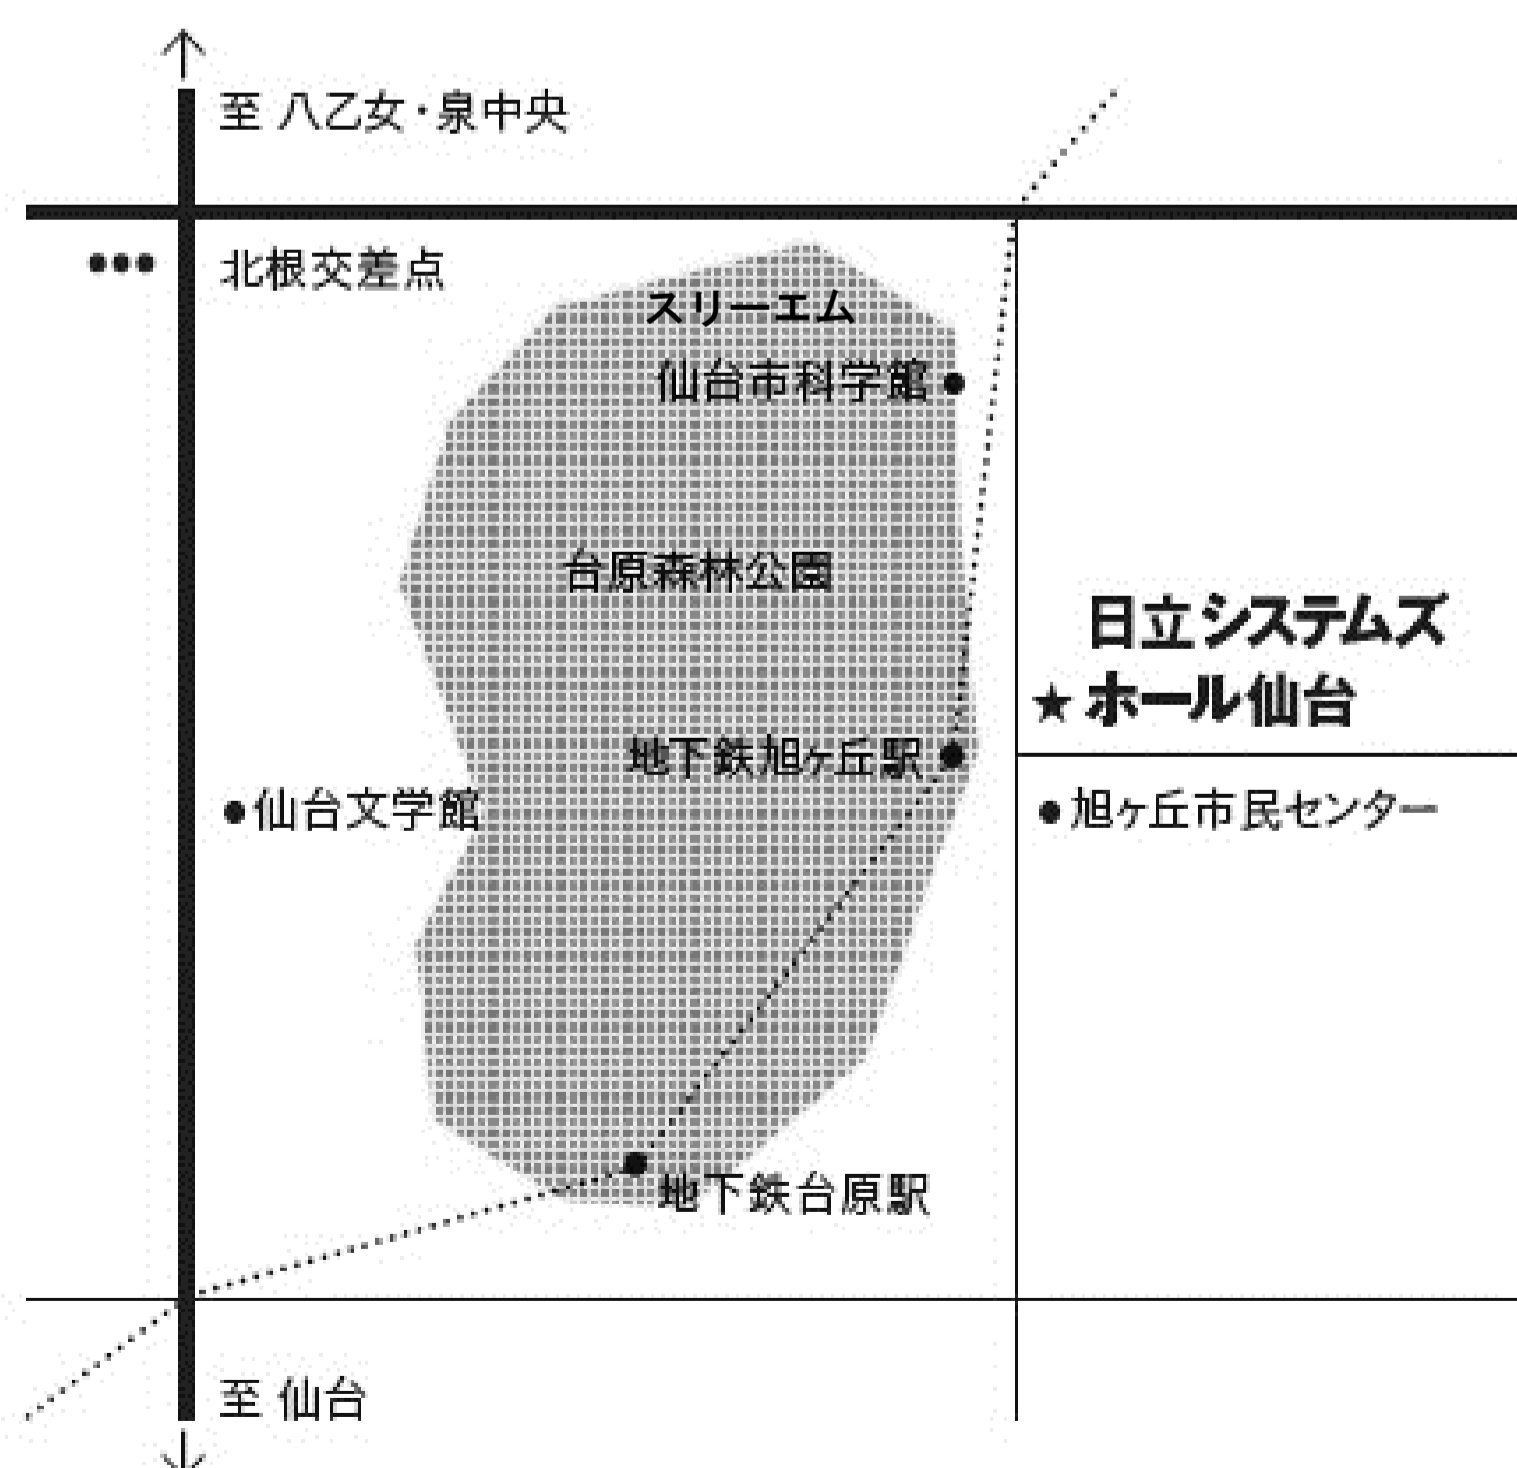 至 八乙女・泉中央
北根交差点
スリーエム
仙台市科学館
台原森林公園
日立システムズ
★ ホール仙台
地下鉄旭ヶ丘駅
仙台文学館
旭ヶ丘市民センター
地下鉄台原駅
至 仙台